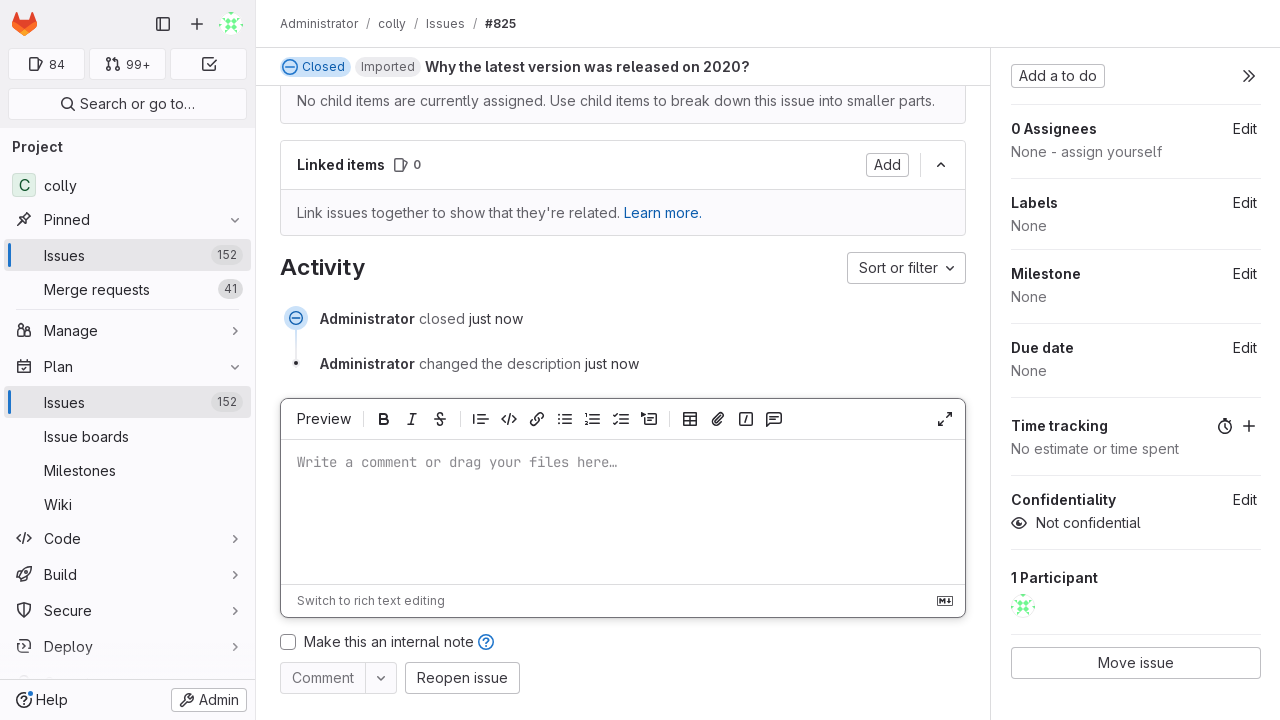 Administrator / colly / Issues / #825
84
99+
Search or go to…
Project
C colly
Pinned
Issues 152
Merge requests 41
Manage
Plan
Issues 152
Issue boards
Milestones
Wiki
Code
Build
Secure
Deploy
Help
Admin
Closed Imported Why the latest version was released on 2020?
No child items are currently assigned. Use child items to break down this issue into smaller parts.
Linked items 0 Add
Link issues together to show that they're related. Learn more.
Activity
Sort or filter
Administrator closed just now
Administrator changed the description just now
Preview
Write a comment or drag your files here…
Switch to rich text editing
Make this an internal note
Comment
Reopen issue
Add a to do
0 Assignees Edit
None - assign yourself
Labels Edit
None
Milestone Edit
None
Due date Edit
None
Time tracking
No estimate or time spent
Confidentiality Edit
Not confidential
1 Participant
Move issue